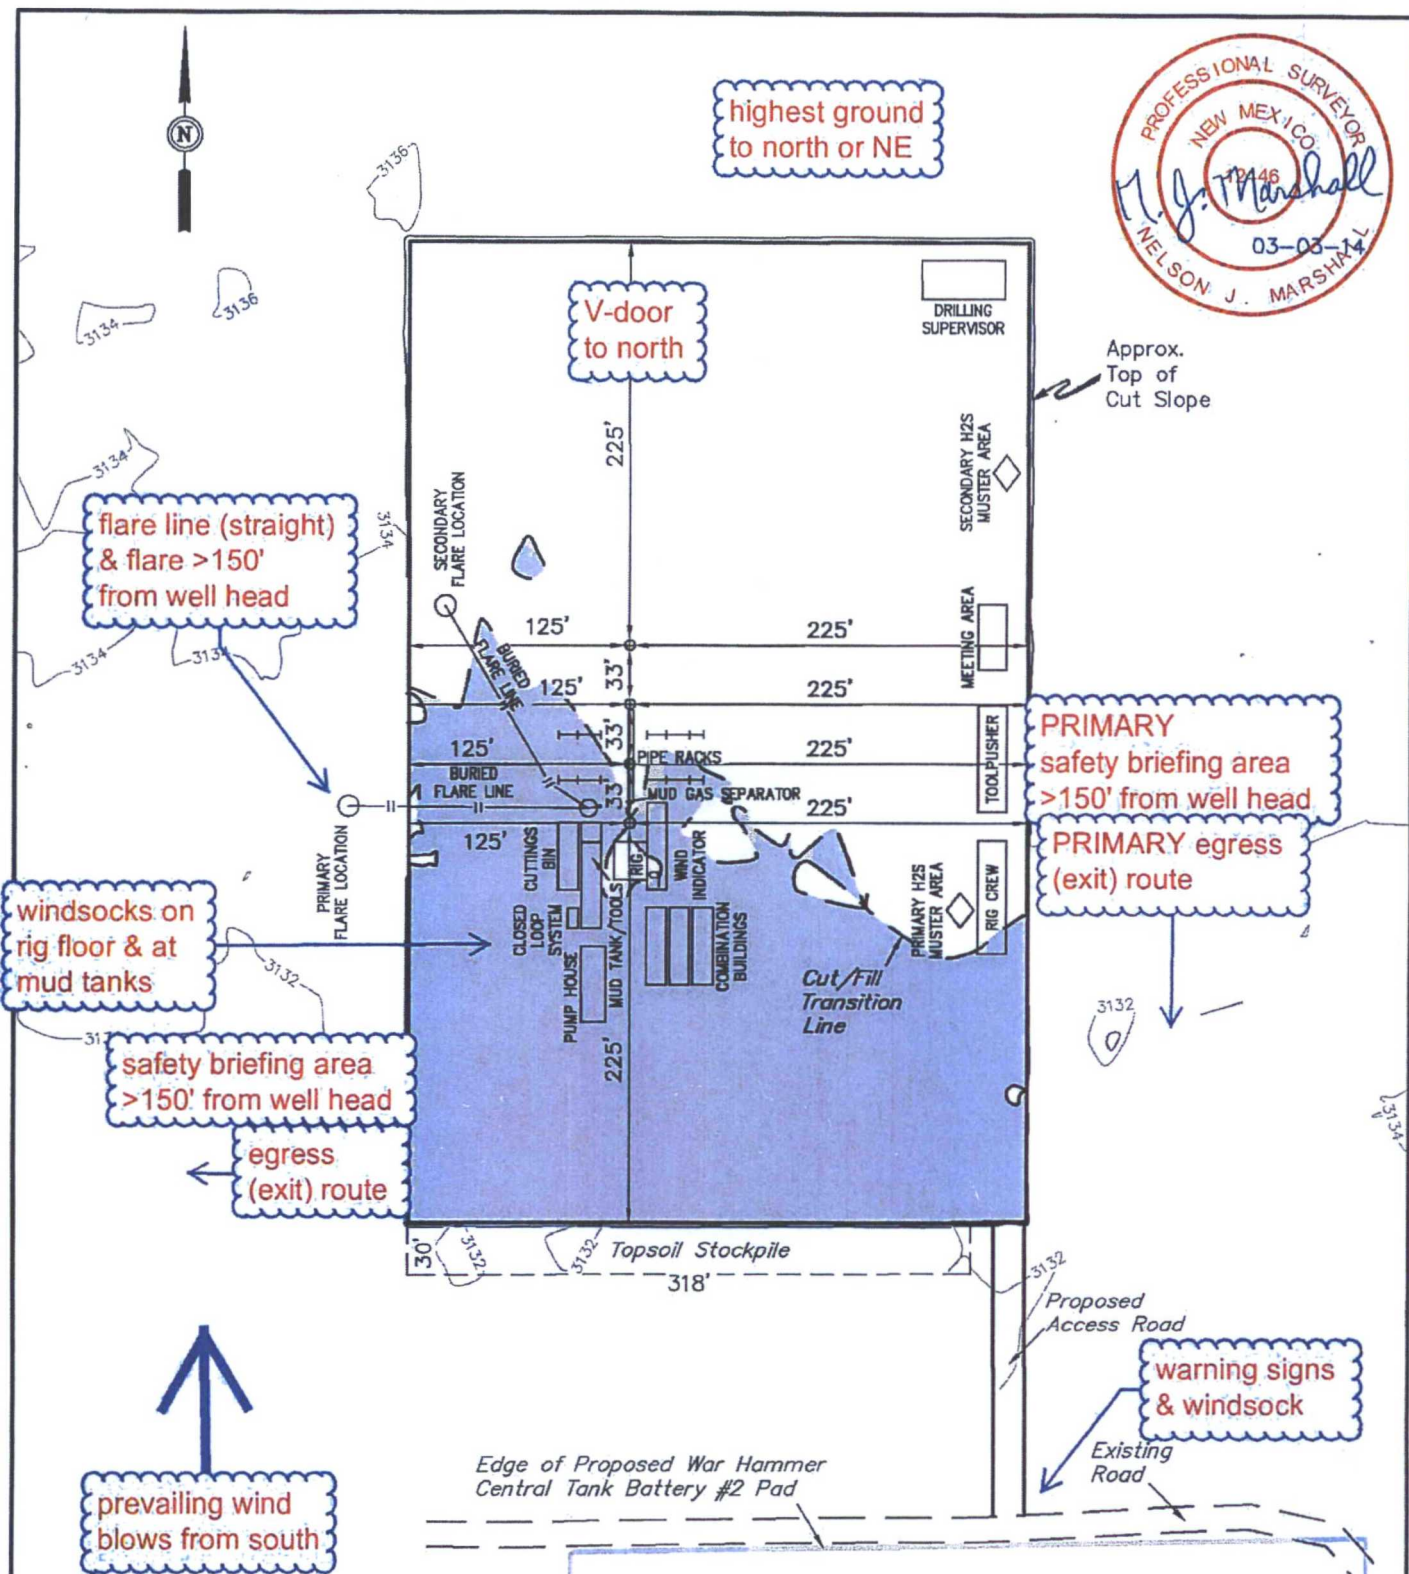 N
highest ground
to north or NE
PROFESSIONAL SURVEYOR
NEW MEXICO
N. J. Marshall
03-03-14
NELSON J. MARSHALL
3136
3136
3134
V-door
to north
DRILLING
SUPERVISOR
Approx.
Top of
Cut Slope
225'
SECONDARY H2S
MUSTER AREA
3134
3134
flare line (straight)
& flare >150'
from well head
SECONDARY
FLARE LOCATION
3134
3134
BURIED
FLARE LINE
MEETING AREA
125'
225'
33'
125'
225'
33'
125'
225'
33'
125'
225'
PIPE RACKS
BURIED
FLARE LINE
MUD GAS SEPARATOR
TOOLPUSHER
PRIMARY
safety briefing area
>150' from well head
PRIMARY egress
(exit) route
PRIMARY
FLARE LOCATION
CUTTINGS
BIN
RIG
WIND
INDICATOR
PRIMARY H2S
MUSTER AREA
RIG CREW
windsocks on
rig floor & at
mud tanks
CLOSED
LOOP
SYSTEM
MUD TANK/TOOLS
COMBINATION
BUILDINGS
PUMP HOUSE
Cut/Fill
Transition
Line
3132
3132
safety briefing area
>150' from well head
225'
egress
(exit) route
3134
30'
3132
3132
Topsoil Stockpile
3132
318'
Proposed
Access Road
warning signs
& windsock
Existing
Road
Edge of Proposed War Hammer
Central Tank Battery #2 Pad
prevailing wind
blows from south